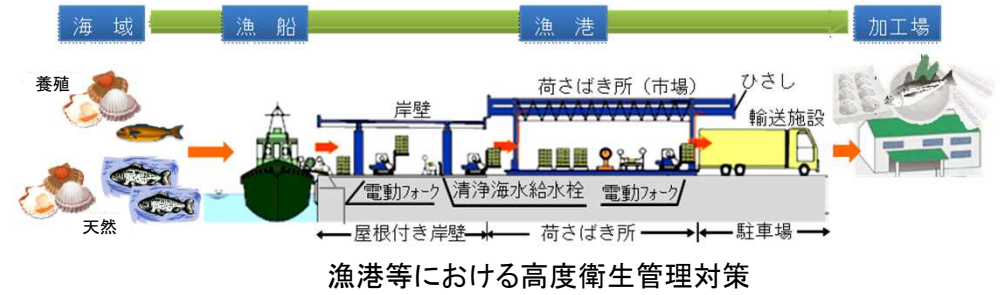 海域
漁船
漁港
加工場
養殖
天然
岸壁
荷さばき所（市場）
ひさし
輸送施設
電動フォーク
清浄海水給水栓
電動フォーク
屋根付き岸壁
荷さばき所
駐車場
漁港等における高度衛生管理対策